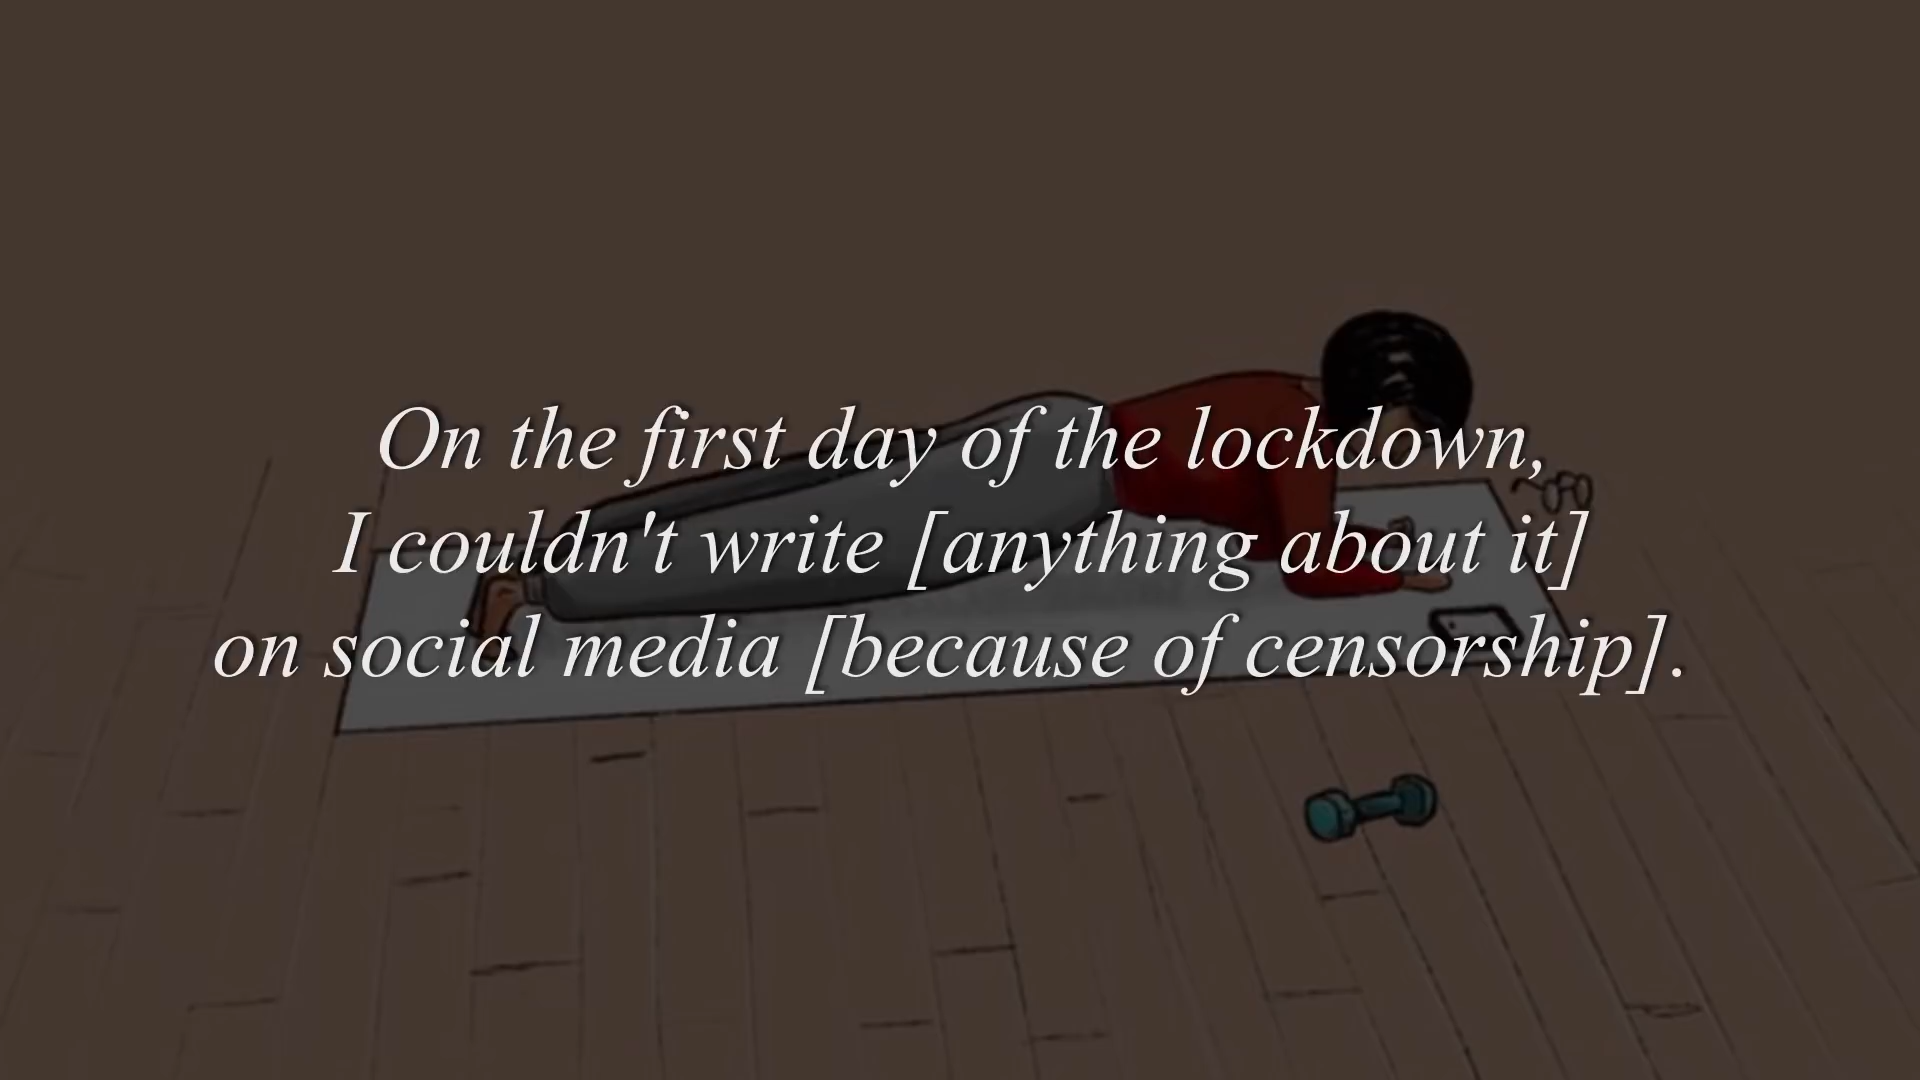 On the first day of the lockdown,
I couldn't write [anything about it]
on social media [because of censorship].